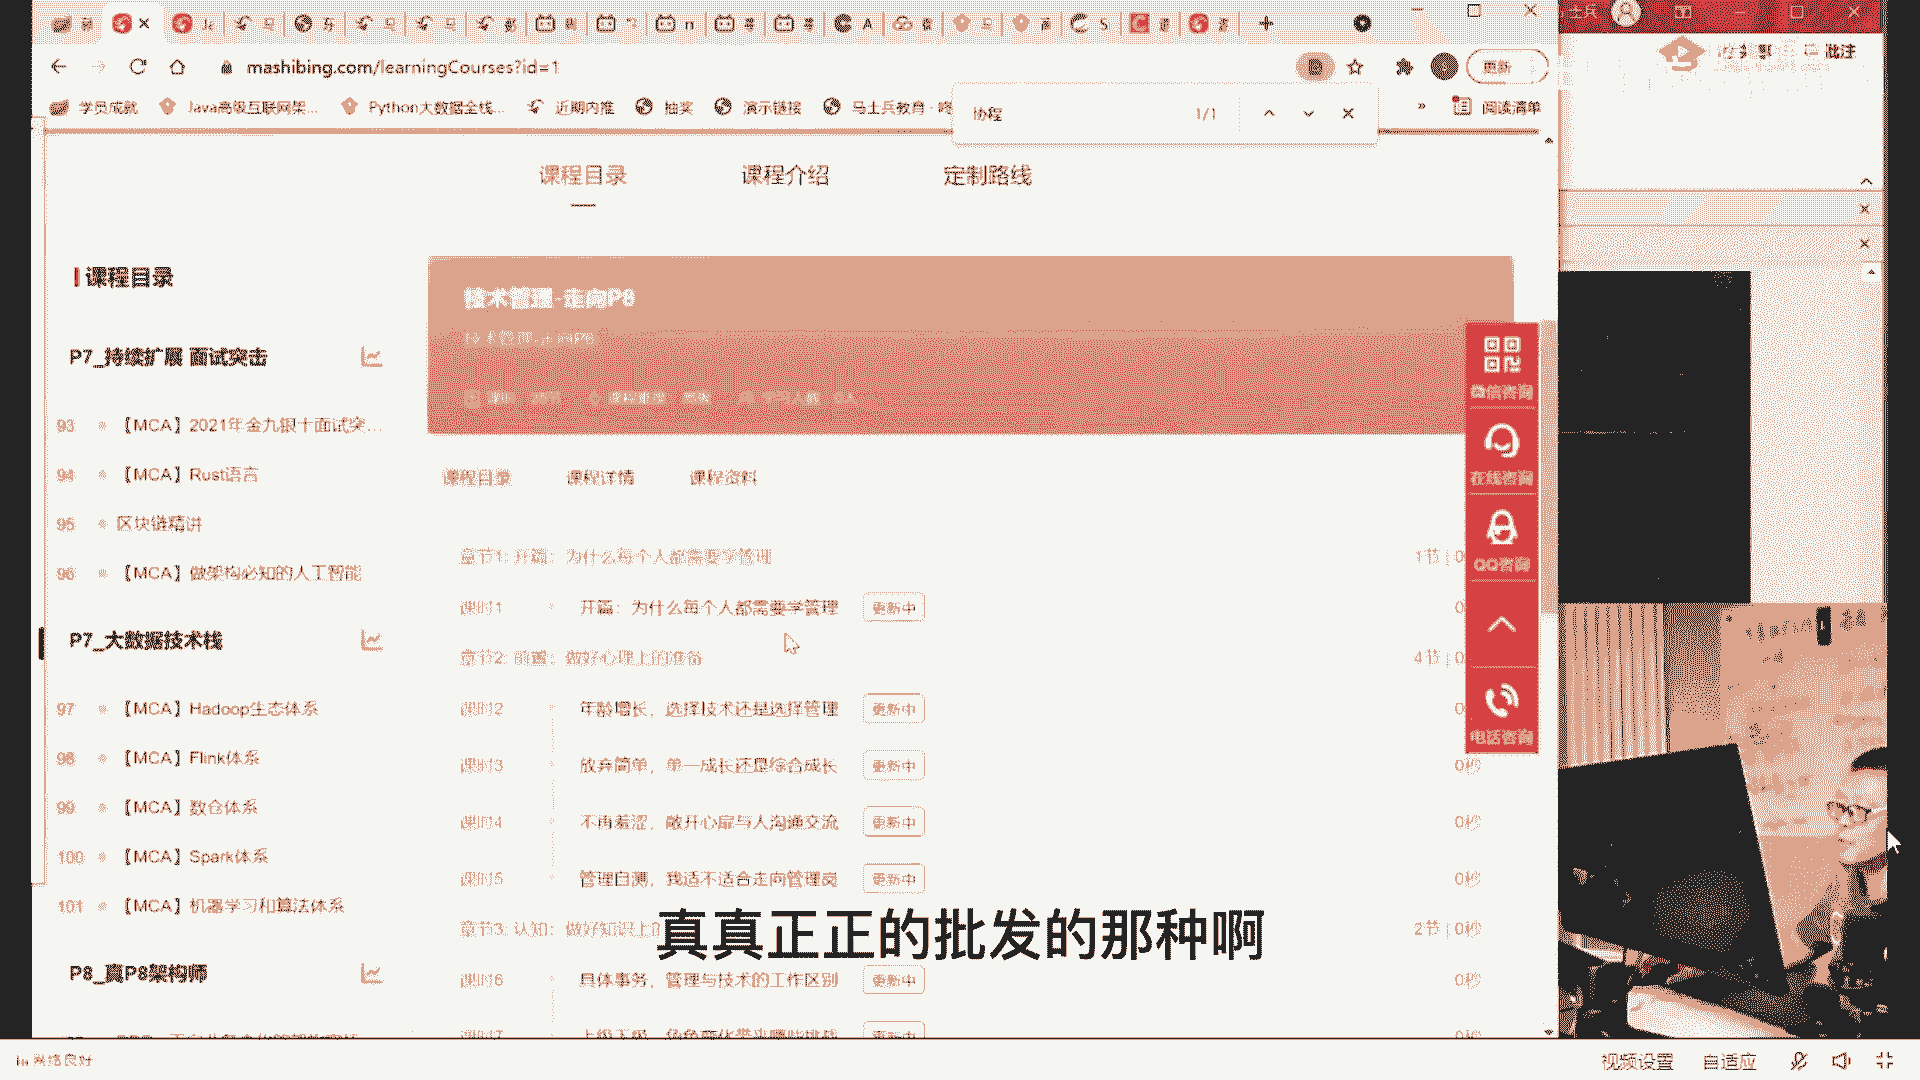 mashibing.com/learningCourses?id=1
更新
学员成就
Java高级互联网架...
Python大数据全栈...
近期内推
抽奖
演示链接
马士兵教育
阅读清单
协程
1/1
批注
课程目录
课程介绍
定制路线
课程目录
P7_持续扩展 面试突击
93 【MCA】2021年金九银十面试突...
94 【MCA】Rust语言
95 区块链精讲
96 【MCA】做架构必知的人工智能
P7_大数据技术栈
97 【MCA】Hadoop生态体系
98 【MCA】Flink体系
99 【MCA】数仓体系
100 【MCA】Spark体系
101 【MCA】机器学习和算法体系
P8_真P8架构师
技术管理-走向P8
技术管理-走向P8
课程目录
课程详情
课程资料
章节1: 开篇：为什么每个人都需要学管理
1节 | 0
课时1 开篇：为什么每个人都需要学管理 更新中
章节2: 前置：做好心理上的准备
4节 | 0
课时2 年龄增长，选择技术还是选择管理 更新中
课时3 放弃简单，单一成长还是综合成长 更新中 0秒
课时4 不再羞涩，敞开心扉与人沟通交流 更新中 0秒
课时5 管理自测，我适不适合走向管理岗 更新中 0秒
章节3: 认知：做好知识上的
2节 | 0秒
课时6 具体事务，管理与技术的工作区别 更新中 0秒
微信咨询
在线咨询
QQ咨询
电话咨询
真真正正的批发的那种啊
网络良好
视频设置
自适应